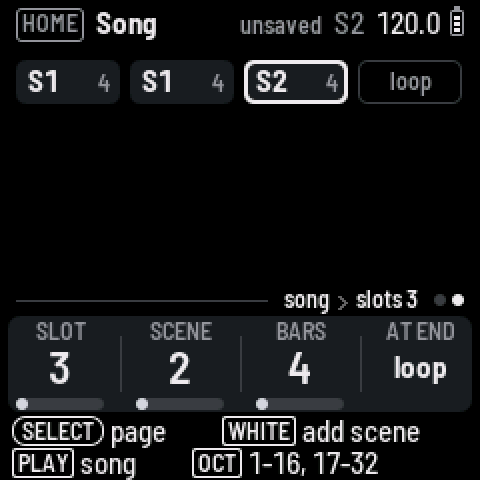 HOME Song unsaved S2 120.0
S1 4 S1 4 S2 4 loop
song > slots 3
SLOT SCENE BARS AT END
3 2 4 loop
SELECT page WHITE add scene
PLAY song OCT 1-16, 17-32